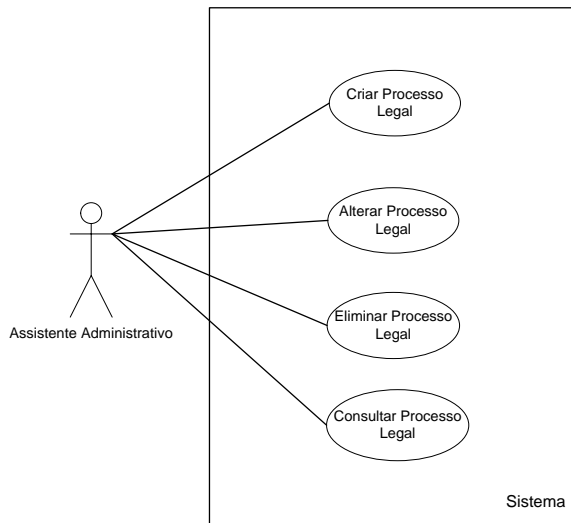 Criar Processo
Legal
Alterar Processo
Legal
Eliminar Processo
Legal
Assistente Administrativo
Consultar Processo
Legal
Sistema